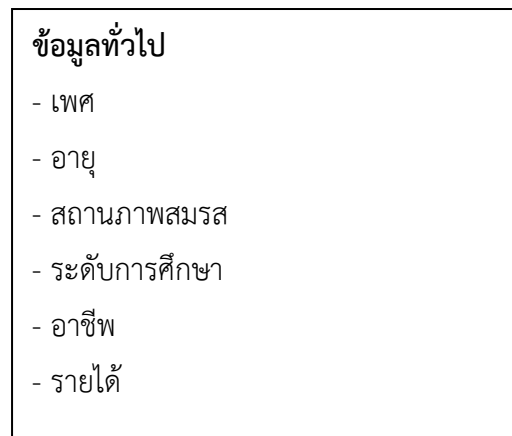 ข้อมูลทั่วไป
- เพศ
- อายุ
- สถานภาพสมรส
- ระดับการศึกษา
- อาชีพ
- รายได้